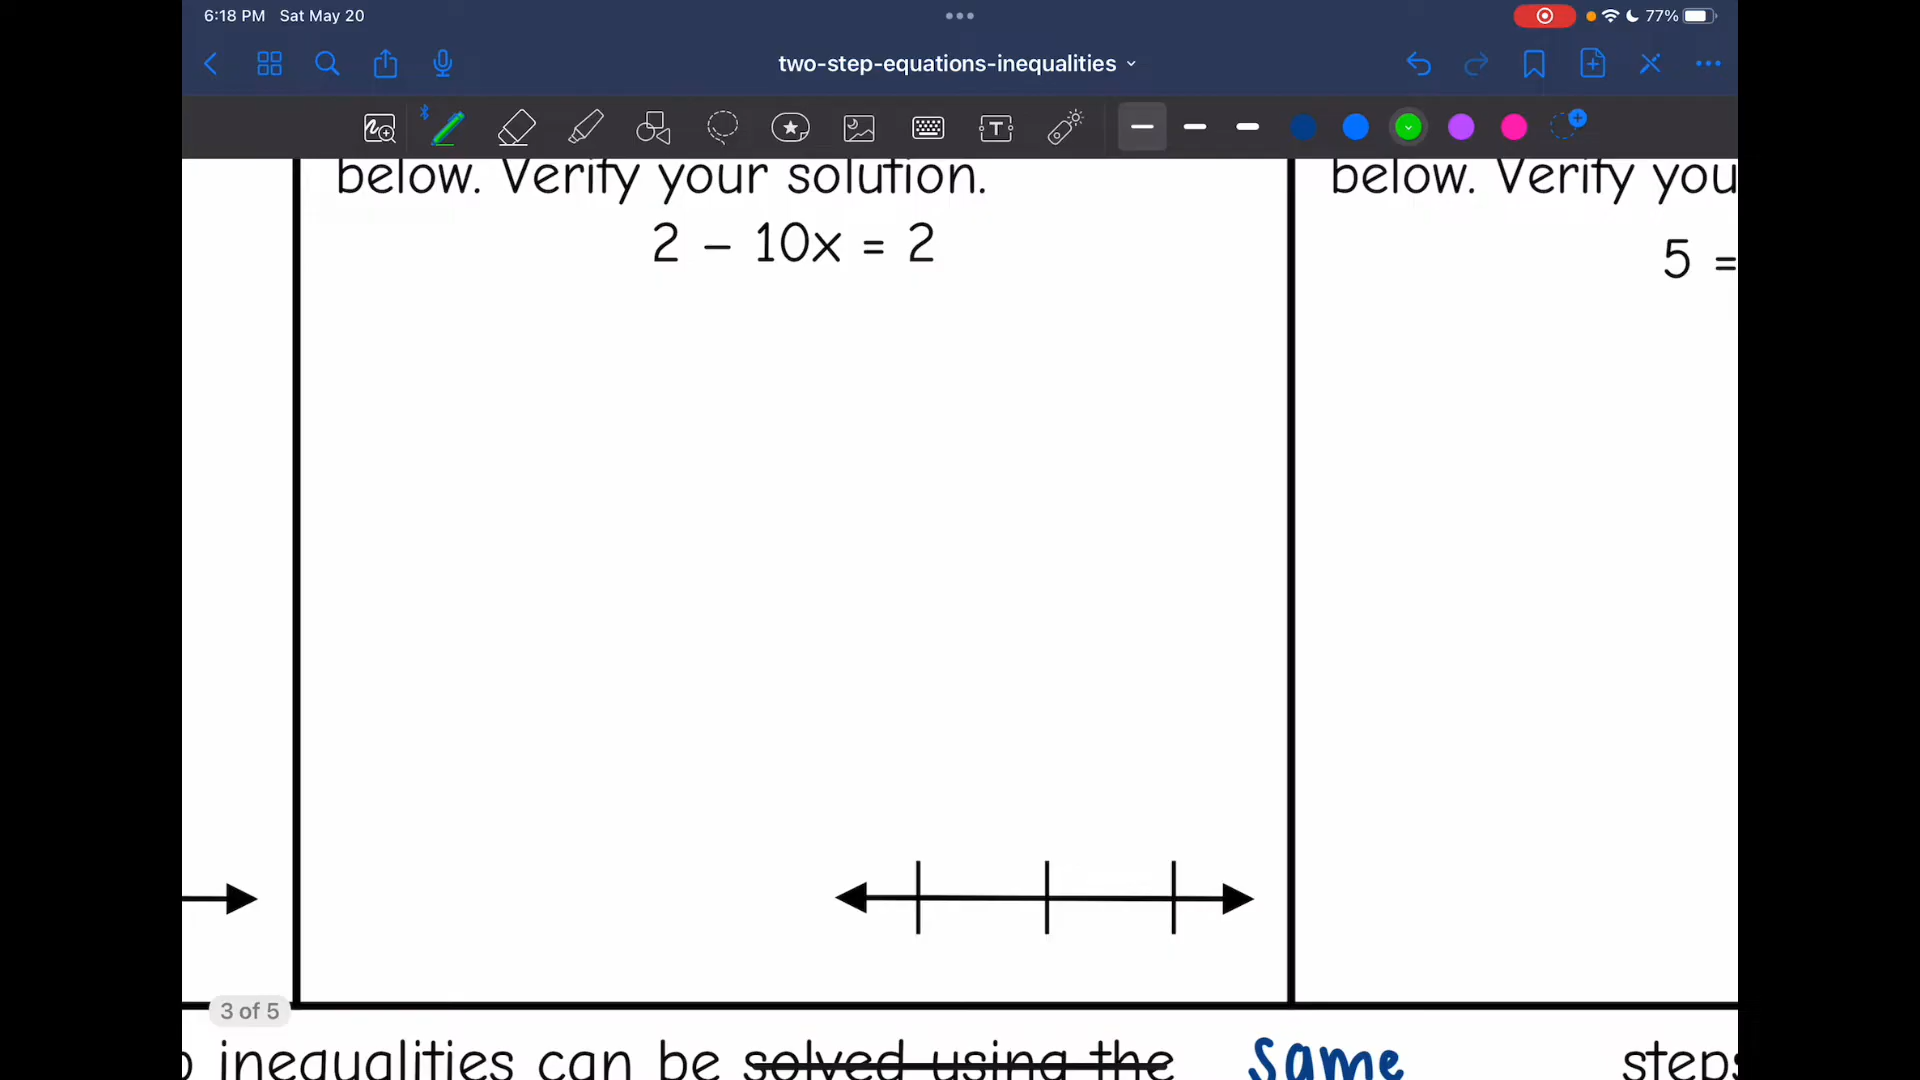 6:18 PM Sat May 20
77%
two-step-equations-inequalities
below. Verify your solution.
2 – 10x = 2
below. Verify you
5 =
3 of 5
inequalities can be solved using the same steps